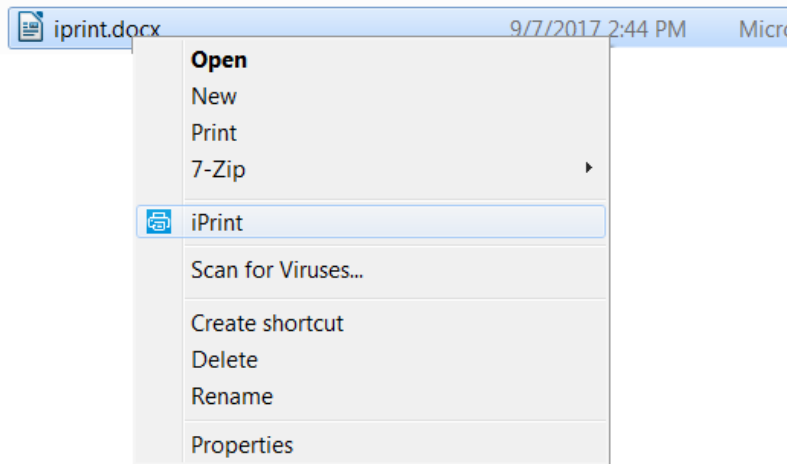 iprint.docx 9/7/2017 2:44 PM
Open
New
Print
7-Zip
iPrint
Scan for Viruses...
Create shortcut
Delete
Rename
Properties